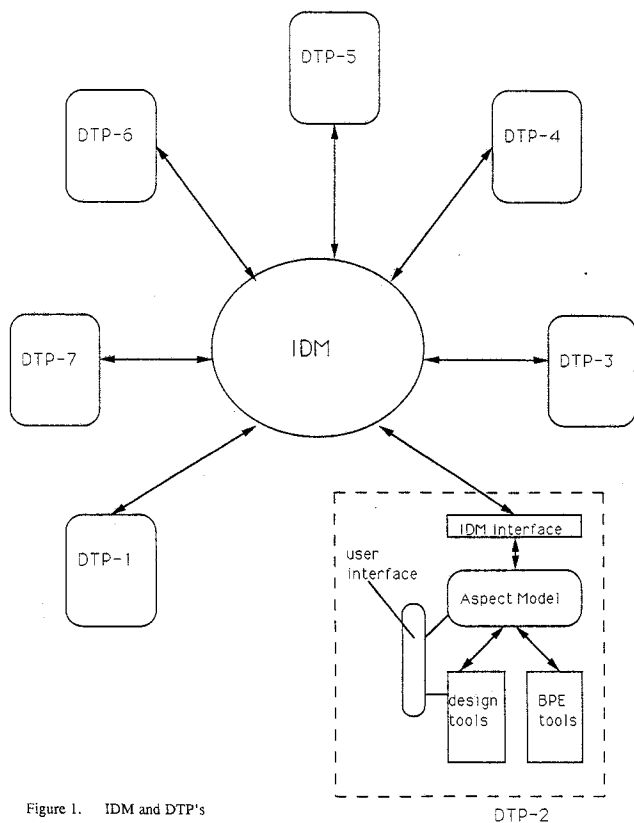 DTP-5
DTP-6
DTP-4
IDM
DTP-7
DTP-3
DTP-1
IDM interface
user
interface
Aspect Model
design
tools
BPE
tools
DTP-2
Figure 1. IDM and DTP's